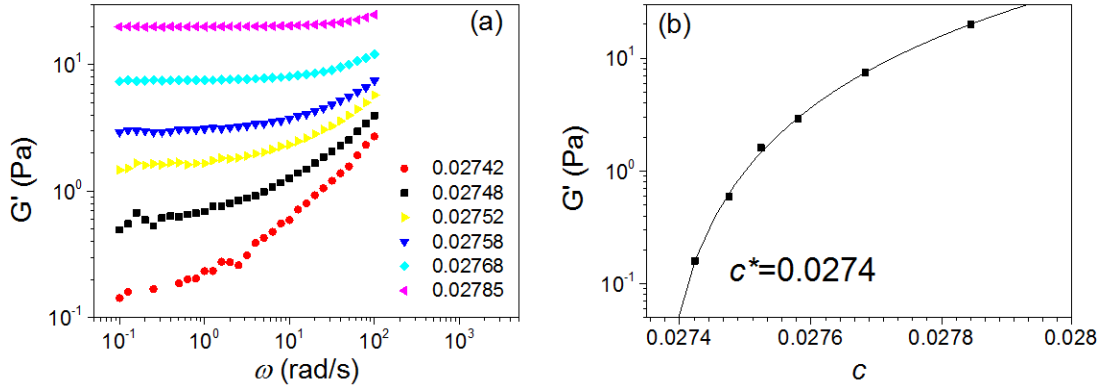 (a)
G' (Pa)
10¹
10⁰
10⁻¹
0.02742
0.02748
0.02752
0.02758
0.02768
0.02785
10⁻¹ 10⁰ 10¹ 10² 10³
ω (rad/s)
(b)
G' (Pa)
10¹
10⁰
10⁻¹
c*=0.0274
0.0274 0.0276 0.0278 0.028
c